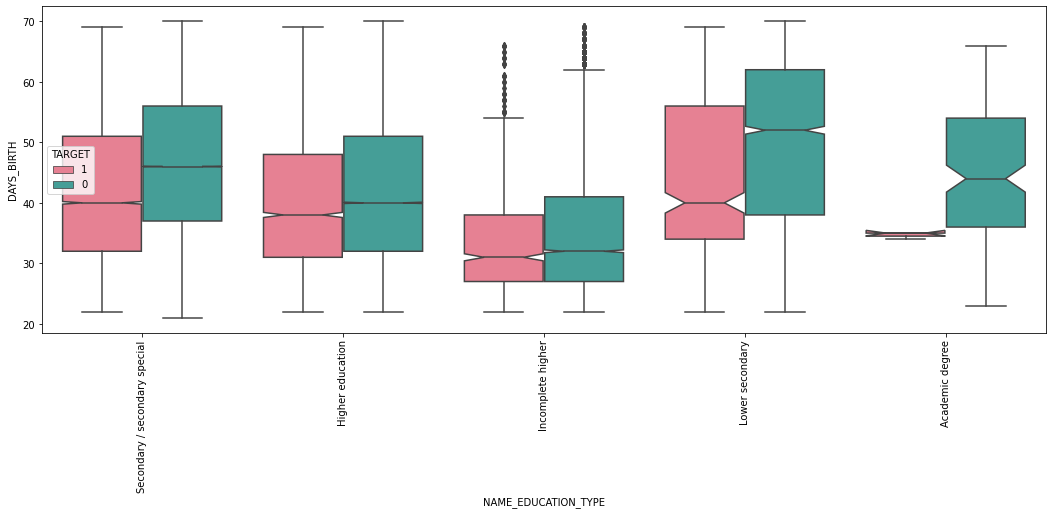 70
60
50
40
30
20
DAYS_BIRTH
TARGET
1
0
Secondary / secondary special
Higher education
Incomplete higher
Lower secondary
Academic degree
NAME_EDUCATION_TYPE